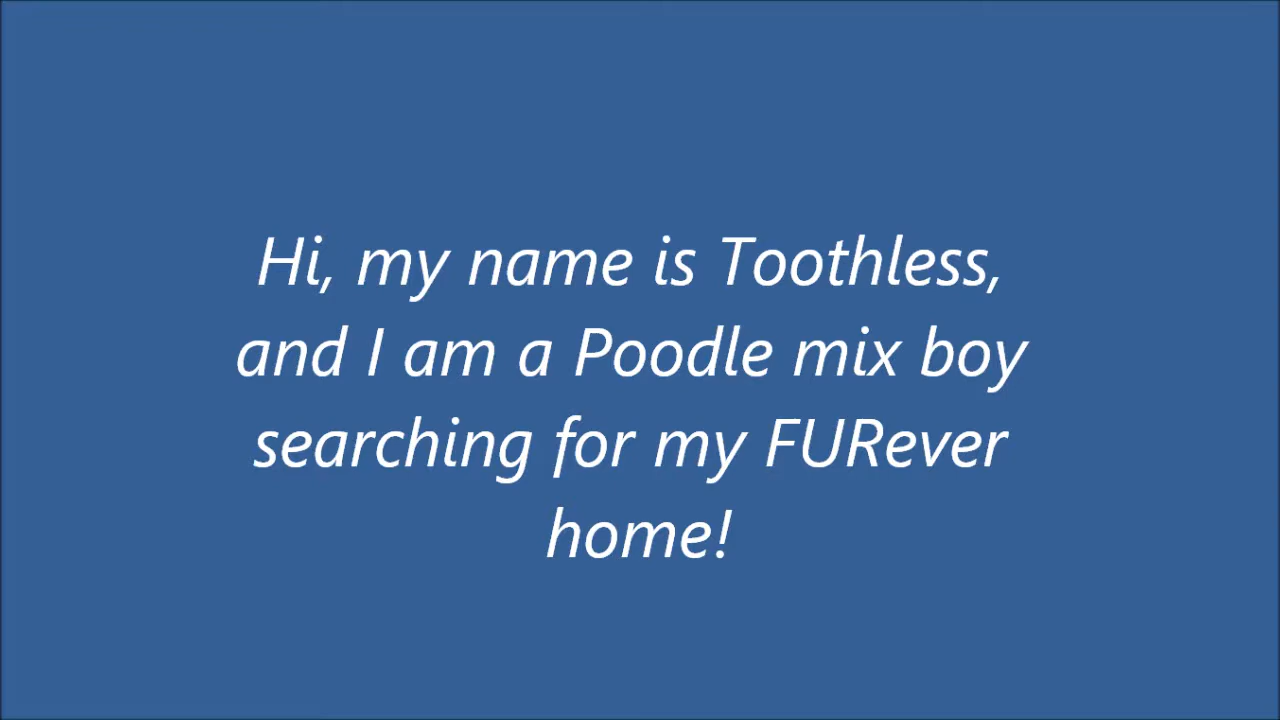 Hi, my name is Toothless,
and I am a Poodle mix boy
searching for my FURever
home!